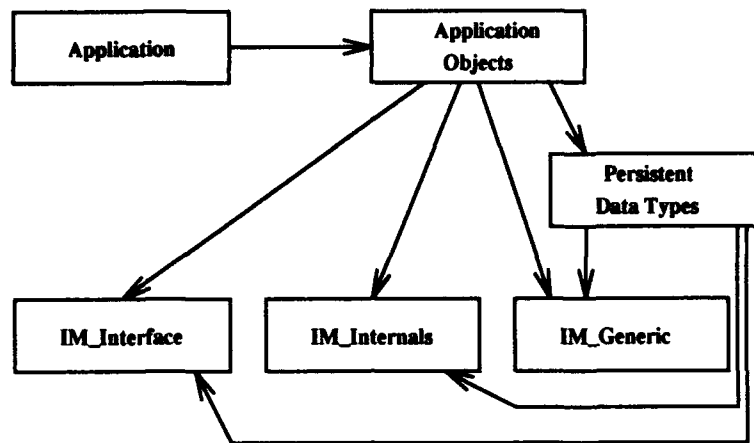 Application
Application
Objects
Persistent
Data Types
IM_Interface
IM_Internals
IM_Generic